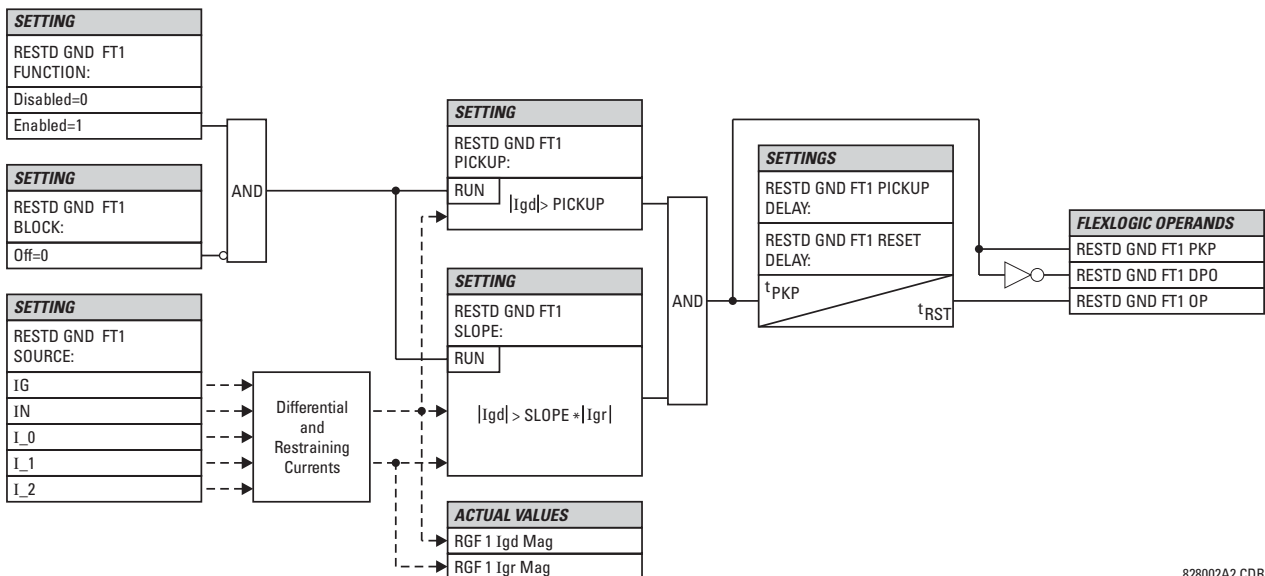 SETTING
RESTD GND FT1
FUNCTION:
Disabled=0
Enabled=1
SETTING
RESTD GND FT1
BLOCK:
Off=0
SETTING
RESTD GND FT1
SOURCE:
IG
IN
I_0
I_1
I_2
AND
Differential
and
Restraining
Currents
SETTING
RESTD GND FT1
PICKUP:
RUN
|Igd|> PICKUP
SETTING
RESTD GND FT1
SLOPE:
RUN
|Igd| > SLOPE *|Igr|
ACTUAL VALUES
RGF 1 Igd Mag
RGF 1 Igr Mag
AND
SETTINGS
RESTD GND FT1 PICKUP
DELAY:
RESTD GND FT1 RESET
DELAY:
tPKP
tRST
FLEXLOGIC OPERANDS
RESTD GND FT1 PKP
RESTD GND FT1 DPO
RESTD GND FT1 OP
828002A2.CDR